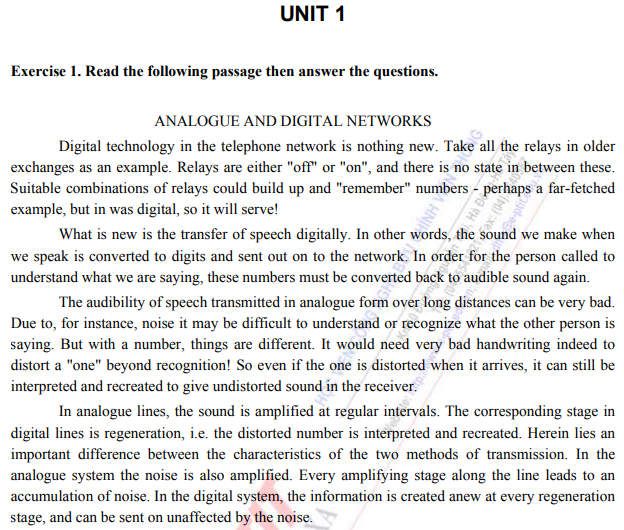 UNIT 1
Exercise 1. Read the following passage then answer the questions.
ANALOGUE AND DIGITAL NETWORKS
Digital technology in the telephone network is nothing new. Take all the relays in older
exchanges as an example. Relays are either "off" or "on", and there is no state in between these.
Suitable combinations of relays could build up and "remember" numbers - perhaps a far-fetched
example, but in was digital, so it will serve!
What is new is the transfer of speech digitally. In other words, the sound we make when
we speak is converted to digits and sent out on to the network. In order for the person called to
understand what we are saying, these numbers must be converted back to audible sound again.
The audibility of speech transmitted in analogue form over long distances can be very bad.
Due to, for instance, noise it may be difficult to understand or recognize what the other person is
saying. But with a number, things are different. It would need very bad handwriting indeed to
distort a "one" beyond recognition! So even if the one is distorted when it arrives, it can still be
interpreted and recreated to give undistorted sound in the receiver.
In analogue lines, the sound is amplified at regular intervals. The corresponding stage in
digital lines is regeneration, i.e. the distorted number is interpreted and recreated. Herein lies an
important difference between the characteristics of the two methods of transmission. In the
analogue system the noise is also amplified. Every amplifying stage along the line leads to an
accumulation of noise. In the digital system, the information is created anew at every regeneration
stage, and can be sent on unaffected by the noise.